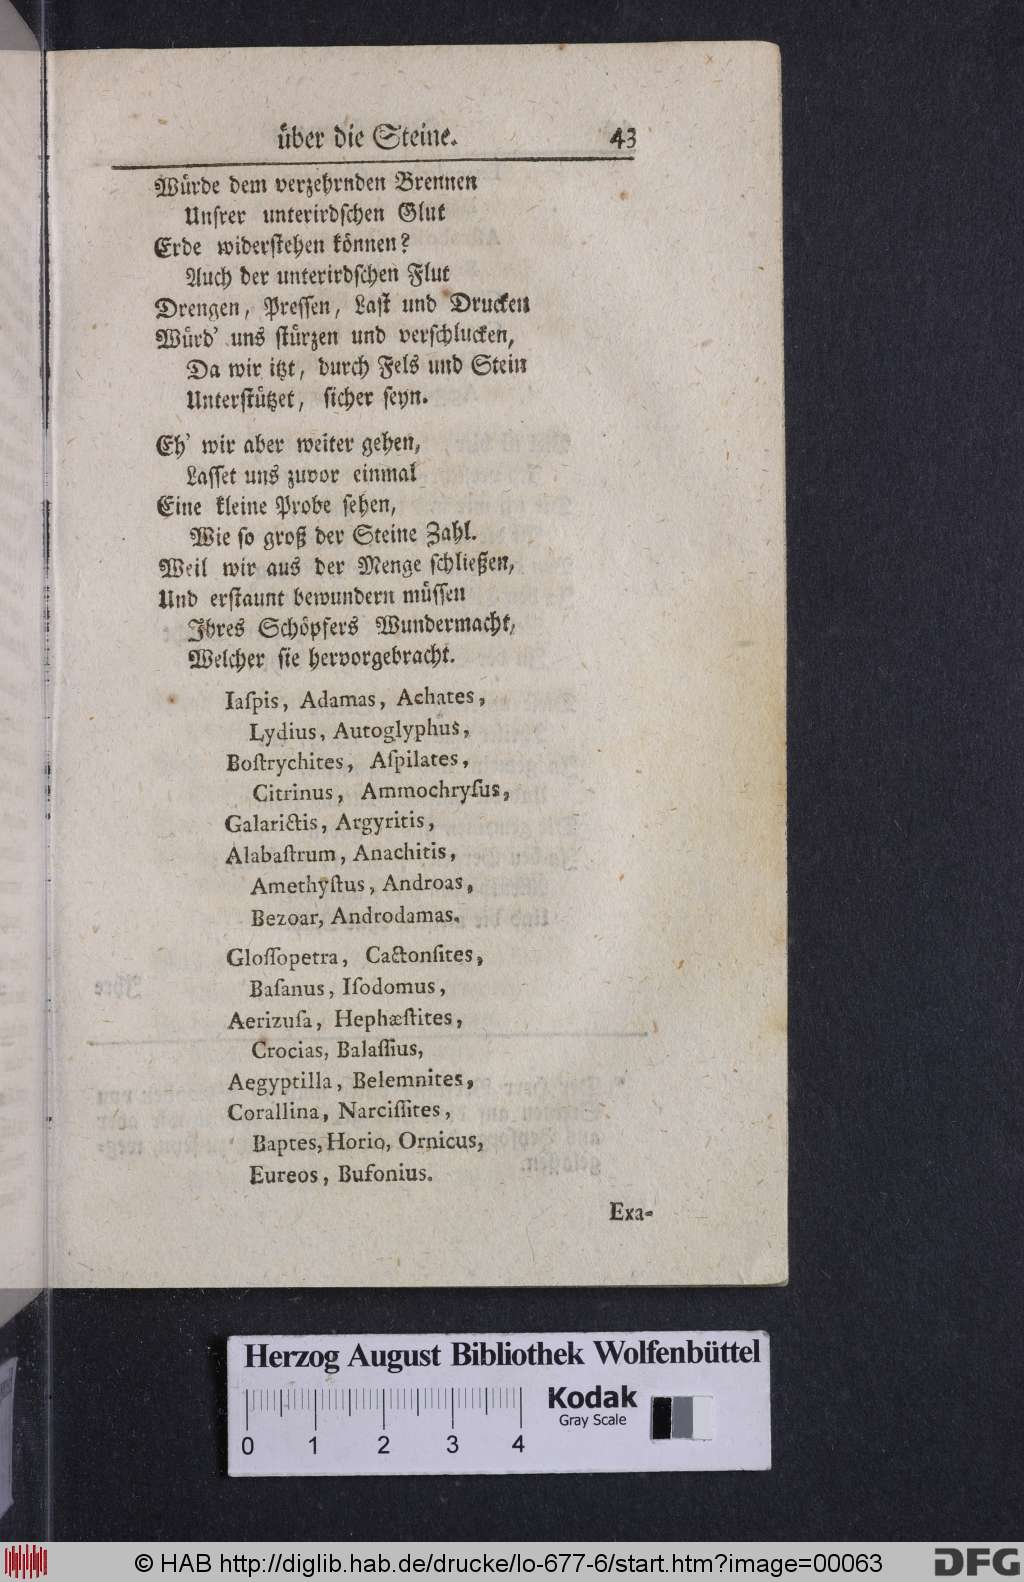 über die Steine. 43
Würde dem verzehrnden Brennen
Unsrer unterirdschen Glut
Erde widerstehen können?
Auch der unterirdschen Flut
Drengen, Pressen, Last und Drucken
Würd' uns stürzen und verschlucken,
Da wir itzt, durch Fels und Stein
Unterstützet, sicher seyn.
Eh' wir aber weiter gehen,
Lasset uns zuvor einmal
Eine kleine Probe sehen,
Wie so groß der Steine Zahl.
Weil wir aus der Menge schließen,
Und erstaunt bewundern müssen
Ihres Schöpfers Wundermacht,
Welcher sie hervorgebracht.
Iaſpis, Adamas, Achates,
Lydius, Autoglyphus,
Boſtrychites, Aſpilates,
Citrinus, Ammochryſus,
Galarictis, Argyritis,
Alabaſtrum, Anachitis,
Amethyſtus, Androas,
Bezoar, Androdamas.
Gloſſopetra, Cactonſites,
Baſanus, Iſodomus,
Aerizuſa, Hephæſtites,
Crocias, Balaſſius,
Aegyptilla, Belemnites,
Corallina, Narciſſites,
Baptes, Horio, Ornicus,
Eureos, Bufonius.
Exa-
Herzog August Bibliothek Wolfenbüttel
Kodak
Gray Scale
0 1 2 3 4
© HAB http://diglib.hab.de/drucke/lo-677-6/start.htm?image=00063
DFG